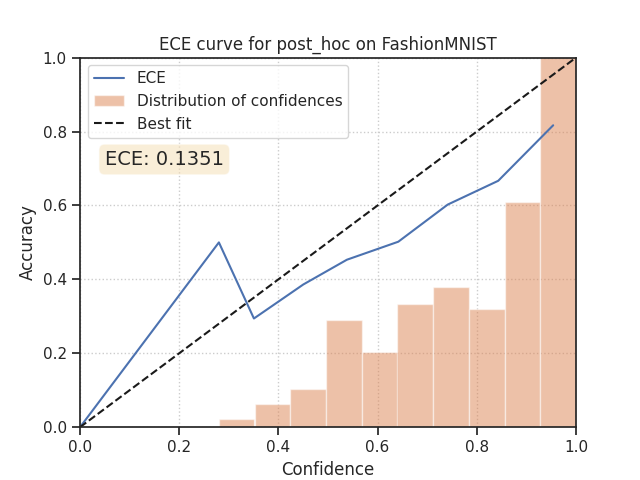 ECE curve for post_hoc on FashionMNIST
1.0
0.8
0.6
0.4
0.2
0.0
Accuracy
ECE
Distribution of confidences
Best fit
ECE: 0.1351
0.0 0.2 0.4 0.6 0.8 1.0
Confidence